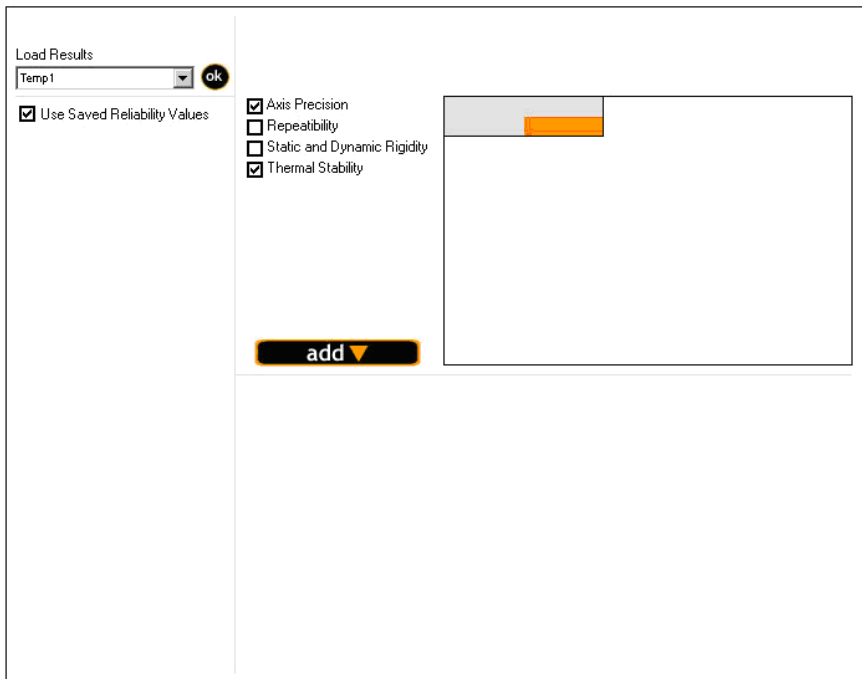 Load Results
Temp1
ok
Use Saved Reliability Values
Axis Precision
Repeatibility
Static and Dynamic Rigidity
Thermal Stability
add